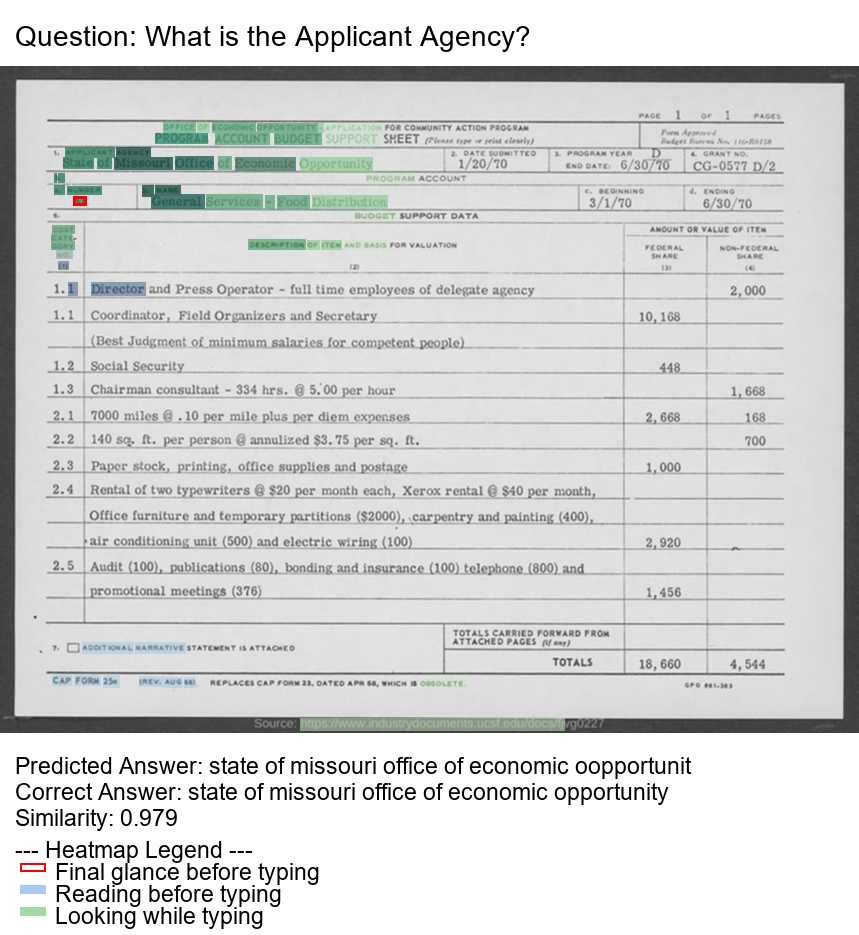 Question: What is the Applicant Agency?
PAGE 1 OF 1 PAGES
OFFICE OF ECONOMIC OPPORTUNITY - APPLICATION FOR COMMUNITY ACTION PROGRAM
PROGRAM ACCOUNT BUDGET SUPPORT SHEET (Please type or print clearly)
Form Approved
Budget Bureau No. 116-R0158
1. APPLICANT AGENCY
State of Missouri Office of Economic Opportunity
2. DATE SUBMITTED
1/20/70
3. PROGRAM YEAR D
END DATE: 6/30/70
4. GRANT NO.
CG-0577 D/2
PROGRAM ACCOUNT
a. NUMBER
b. NAME
General Services - Food Distribution
c. BEGINNING
3/1/70
d. ENDING
6/30/70
6. BUDGET SUPPORT DATA
COST
CATE-
GORY
NO.
(1)
DESCRIPTION OF ITEM AND BASIS FOR VALUATION
(2)
AMOUNT OR VALUE OF ITEM
FEDERAL
SHARE
(3)
NON-FEDERAL
SHARE
(4)
1.1 Director and Press Operator - full time employees of delegate agency 2,000
1.1 Coordinator, Field Organizers and Secretary 10,168
(Best Judgment of minimum salaries for competent people)
1.2 Social Security 448
1.3 Chairman consultant - 334 hrs. @ 5.00 per hour 1,668
2.1 7000 miles @ .10 per mile plus per diem expenses 2,668 168
2.2 140 sq. ft. per person @ annulized $3.75 per sq. ft. 700
2.3 Paper stock, printing, office supplies and postage 1,000
2.4 Rental of two typewriters @ $20 per month each, Xerox rental @ $40 per month,
Office furniture and temporary partitions ($2000), carpentry and painting (400),
air conditioning unit (500) and electric wiring (100) 2,920
2.5 Audit (100), publications (80), bonding and insurance (100) telephone (800) and
promotional meetings (376) 1,456
7. ADDITIONAL NARRATIVE STATEMENT IS ATTACHED
TOTALS CARRIED FORWARD FROM
ATTACHED PAGES (if any)
TOTALS 18,660 4,544
CAP FORM 25a (REV. AUG 68) REPLACES CAP FORM 23, DATED APR 68, WHICH IS OBSOLETE.
GPO 861-383
Source: https://www.industrydocuments.ucsf.edu/docs/fvg0227
Predicted Answer: state of missouri office of economic oopportunit
Correct Answer: state of missouri office of economic opportunity
Similarity: 0.979
--- Heatmap Legend ---
Final glance before typing
Reading before typing
Looking while typing